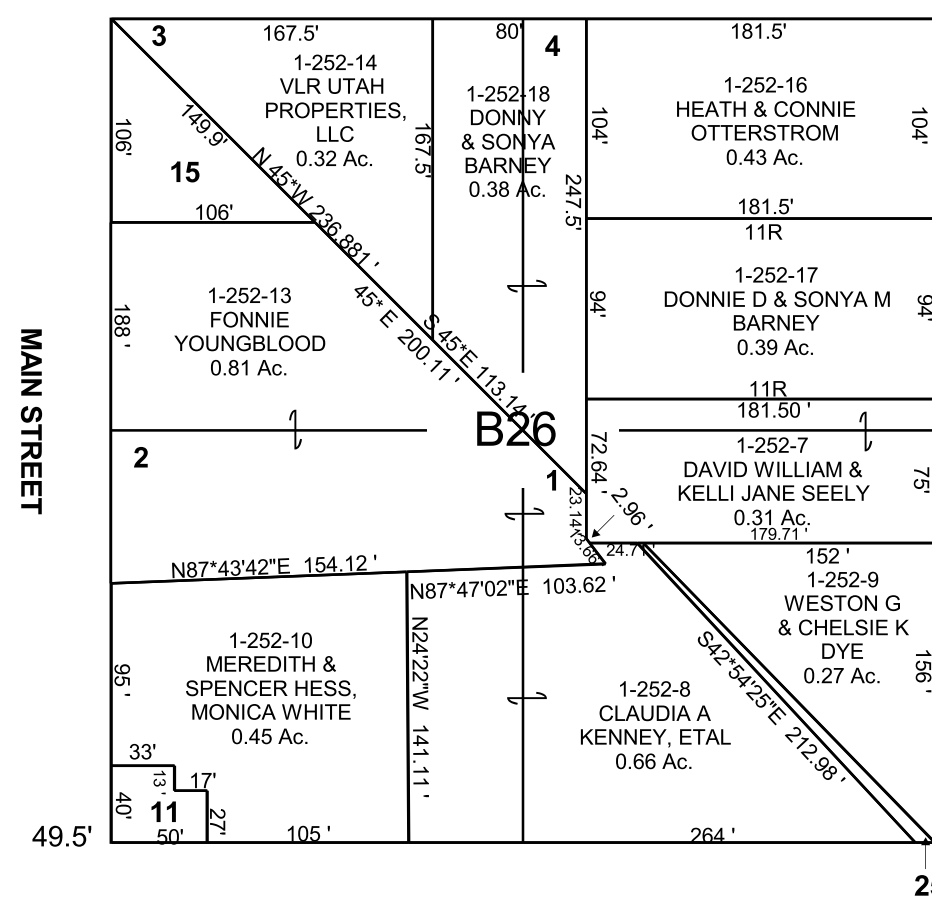 3
167.5'
80'
4
181.5'
1-252-14
VLR UTAH
PROPERTIES,
LLC
0.32 Ac.
1-252-18
DONNY
& SONYA
BARNEY
0.38 Ac.
1-252-16
HEATH & CONNIE
OTTERSTROM
0.43 Ac.
106'
149.9'
167.5'
104'
104'
15
N 45*W 236.881 '
247.5'
106'
181.5'
11R
1-252-13
FONNIE
YOUNGBLOOD
0.81 Ac.
188 '
45* E 200.11 '
S 45*E 113.14 '
94'
1-252-17
DONNIE D & SONYA M
BARNEY
0.39 Ac.
94'
MAIN STREET
11R
181.50 '
B26
2
1
72.64 '
1-252-7
DAVID WILLIAM &
KELLI JANE SEELY
0.31 Ac.
75'
23.14'
2.96 '
13.66'
24.71'
179.71 '
N87*43'42"E 154.12 '
N87*47'02"E 103.62 '
152 '
1-252-9
WESTON G
& CHELSIE K
DYE
0.27 Ac.
156 '
1-252-10
MEREDITH &
SPENCER HESS,
MONICA WHITE
0.45 Ac.
95 '
N24'22"W 141.11 '
1-252-8
CLAUDIA A
KENNEY, ETAL
0.66 Ac.
S42*54'25"E 212.98 '
33'
13 '
17'
40'
11
27'
49.5'
50'
105 '
264 '